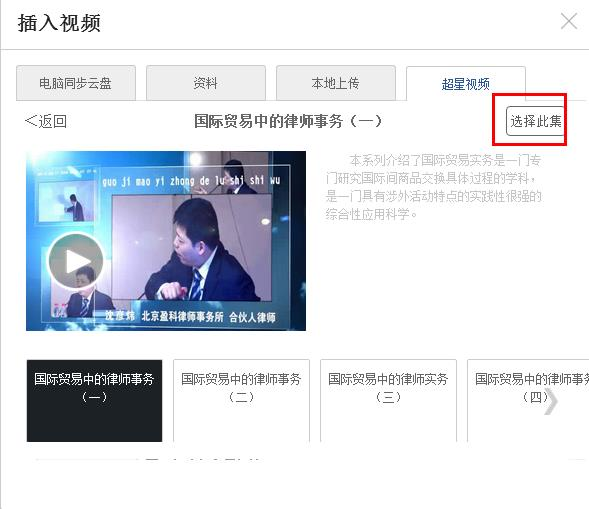 插入视频
电脑同步云盘
资料
本地上传
超星视频
<返回
国际贸易中的律师事务（一）
选择此集
本系列介绍了国际贸易实务是一门专
门研究国际间商品交换具体过程的学科，
是一门具有涉外活动特点的实践性很强的
综合性应用科学。
guo ji mao yi zhong de lu shi shi wu
沈彦炜 北京盈科律师事务所 合伙人律师
国际贸易中的律师事务
（一）
国际贸易中的律师事务
（二）
国际贸易中的律师实务
（三）
国际贸易中的律师事务
（四）